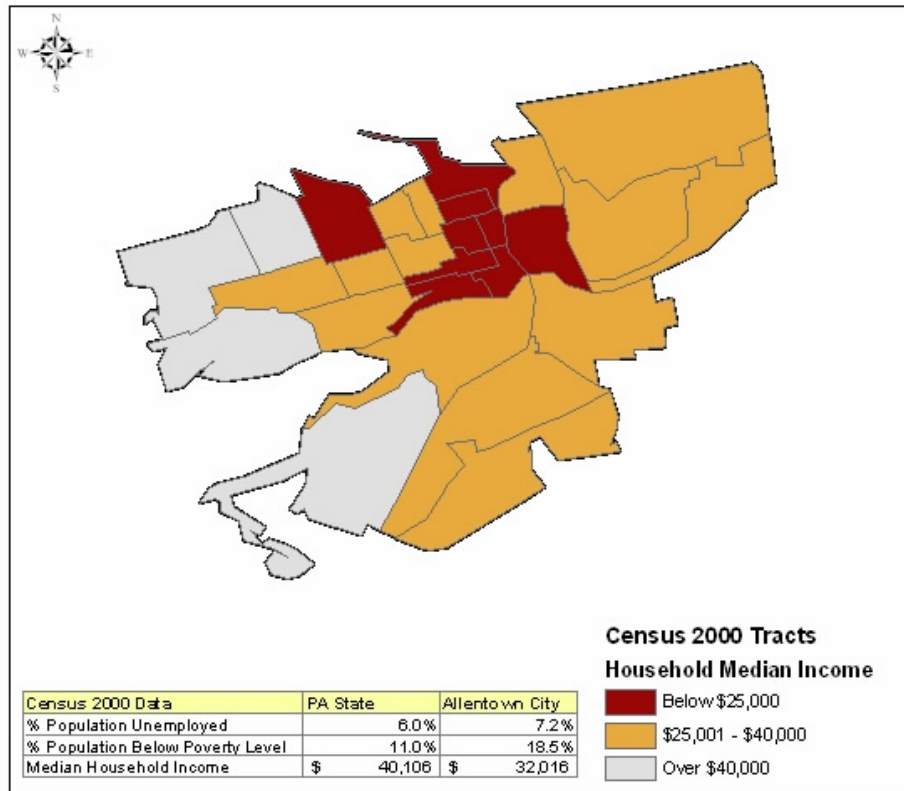 N
W E
S
Census 2000 Tracts
Household Median Income
Below $25,000
$25,001 - $40,000
Over $40,000
Census 2000 Data PA State Allentown City
% Population Unemployed 6.0% 7.2%
% Population Below Poverty Level 11.0% 18.5%
Median Household Income $ 40,106 $ 32,016